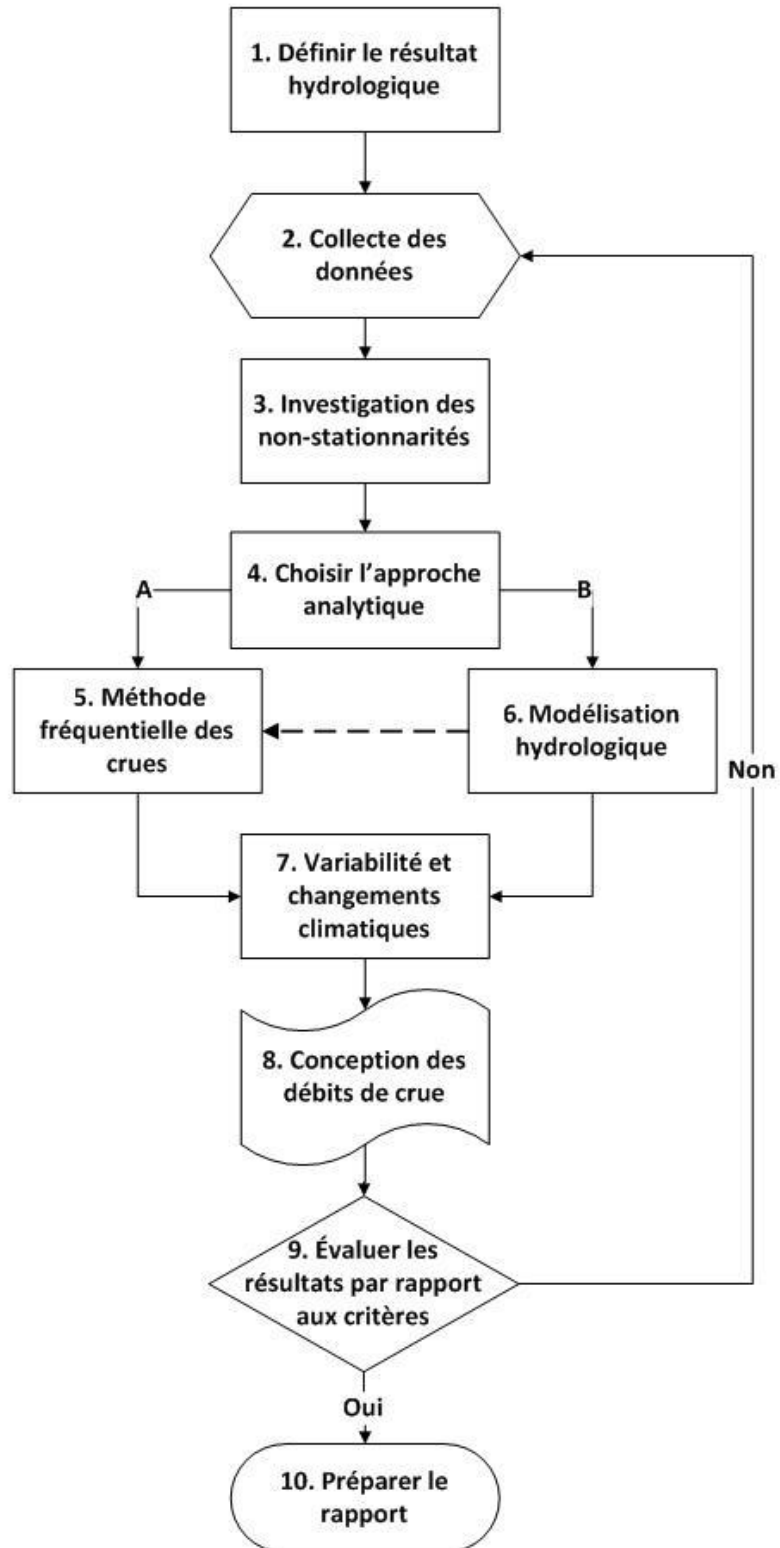 1. Définir le résultat
hydrologique
2. Collecte des
données
3. Investigation des
non-stationnarités
4. Choisir l'approche
analytique
A
B
5. Méthode
fréquentielle des
crues
6. Modélisation
hydrologique
Non
7. Variabilité et
changements
climatiques
8. Conception des
débits de crue
9. Évaluer les
résultats par rapport
aux critères
Oui
10. Préparer le
rapport